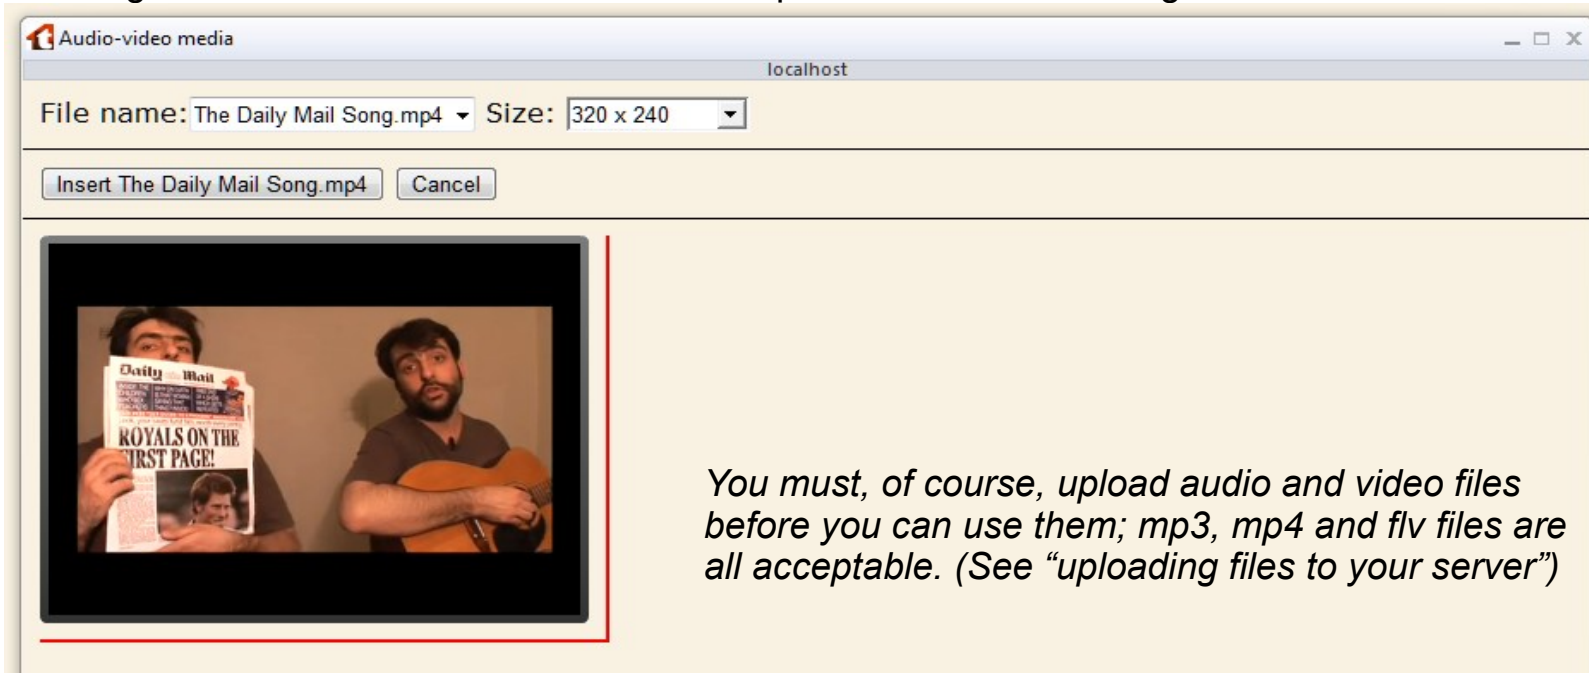 Audio-video media
localhost
File name: The Daily Mail Song.mp4 Size: 320 x 240
Insert The Daily Mail Song.mp4 Cancel
Daily Mail
ROYALS ON THE
FIRST PAGE!
You must, of course, upload audio and video files
before you can use them; mp3, mp4 and flv files are
all acceptable. (See “uploading files to your server”)